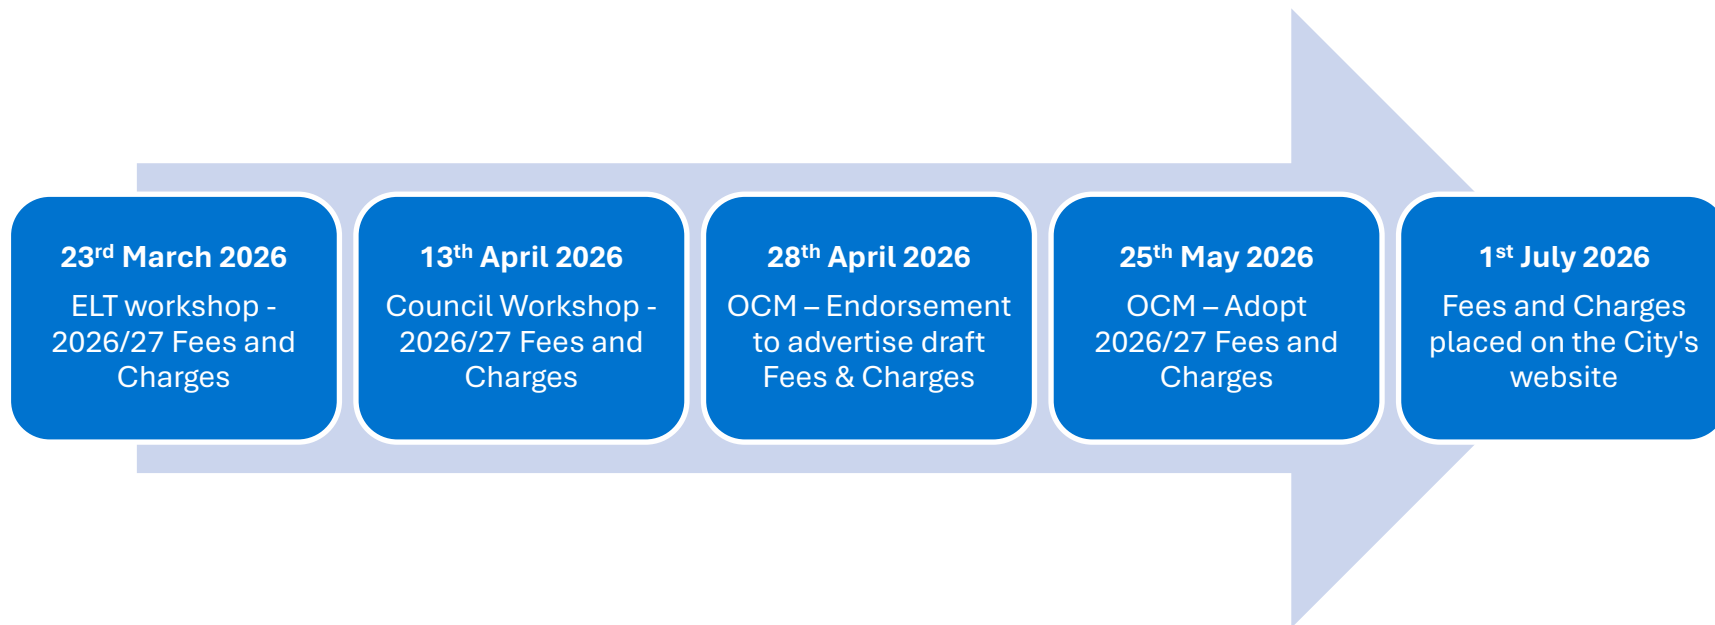 23rd March 2026
ELT workshop -
2026/27 Fees and
Charges
13th April 2026
Council Workshop -
2026/27 Fees and
Charges
28th April 2026
OCM – Endorsement
to advertise draft
Fees & Charges
25th May 2026
OCM – Adopt
2026/27 Fees and
Charges
1st July 2026
Fees and Charges
placed on the City's
website